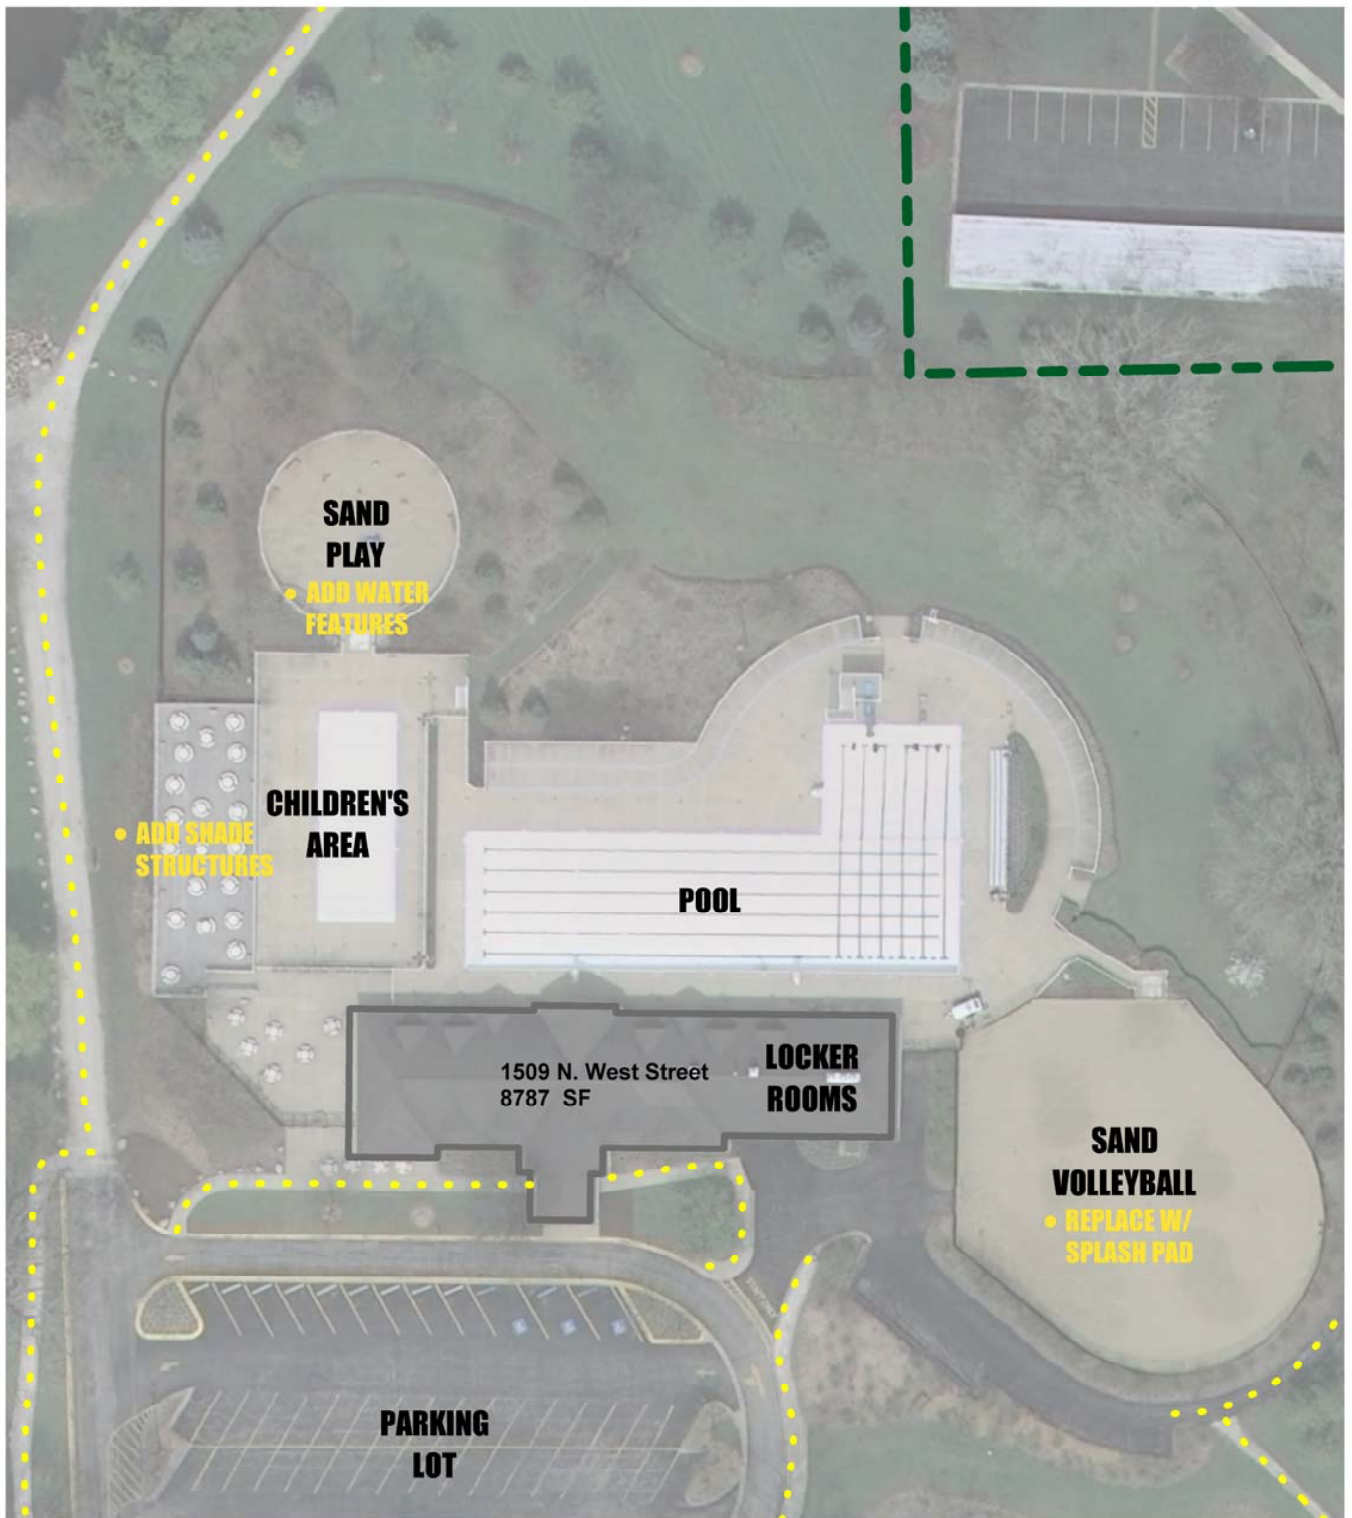 SAND
PLAY
• ADD WATER
FEATURES
CHILDREN'S
AREA
• ADD SHADE
STRUCTURES
POOL
1509 N. West Street
8787 SF
LOCKER
ROOMS
SAND
VOLLEYBALL
• REPLACE W/
SPLASH PAD
PARKING
LOT